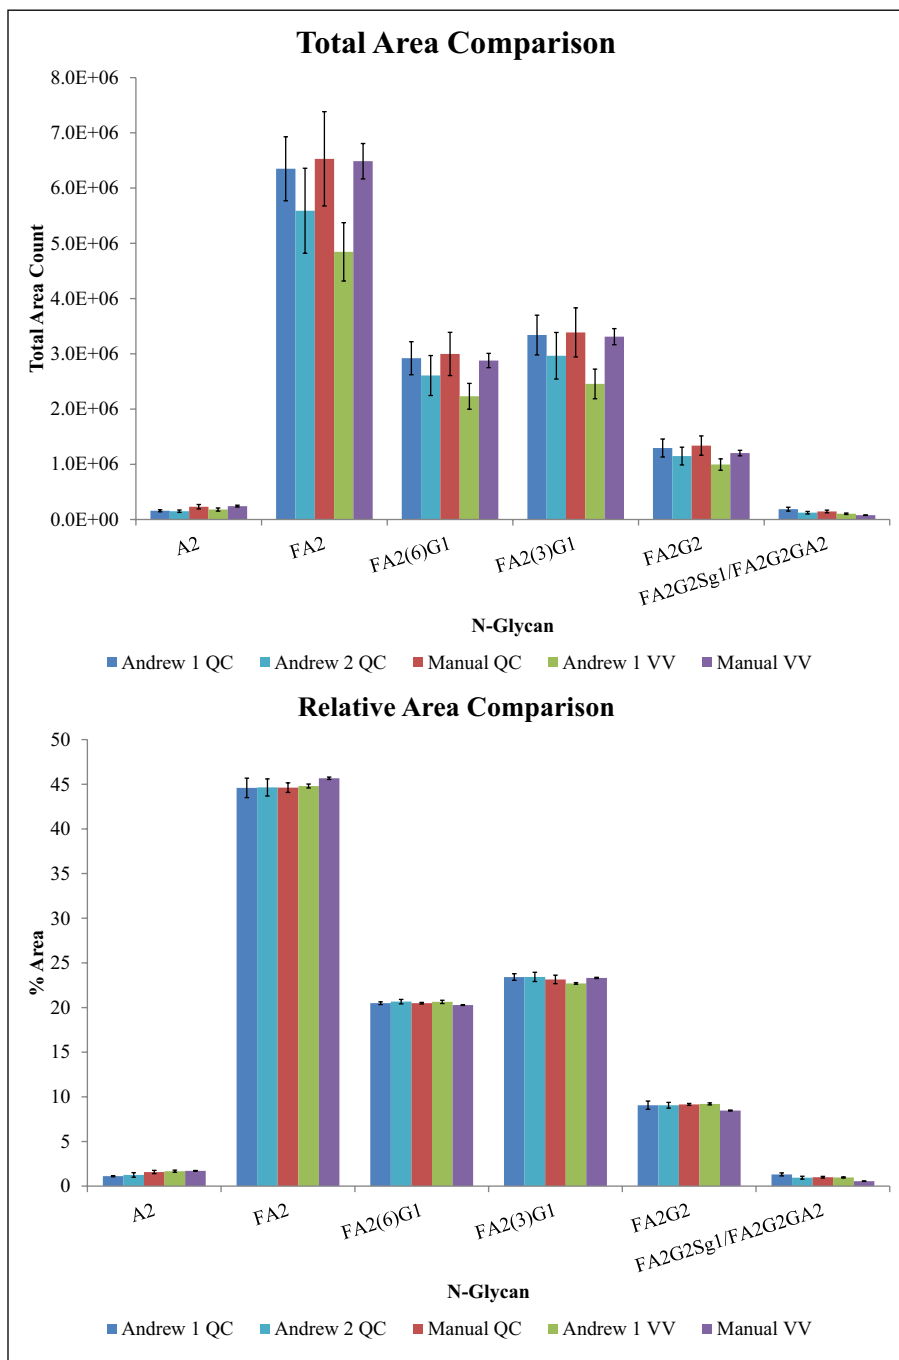 Total Area Comparison
8.0E+06
7.0E+06
6.0E+06
5.0E+06
4.0E+06
3.0E+06
2.0E+06
1.0E+06
0.0E+00
Total Area Count
A2
FA2
FA2(6)G1
FA2(3)G1
FA2G2
FA2G2Sg1/FA2G2GA2
N-Glycan
Andrew 1 QC Andrew 2 QC Manual QC Andrew 1 VV Manual VV
Relative Area Comparison
50
45
40
35
30
25
20
15
10
5
0
% Area
A2
FA2
FA2(6)G1
FA2(3)G1
FA2G2
FA2G2Sg1/FA2G2GA2
N-Glycan
Andrew 1 QC Andrew 2 QC Manual QC Andrew 1 VV Manual VV